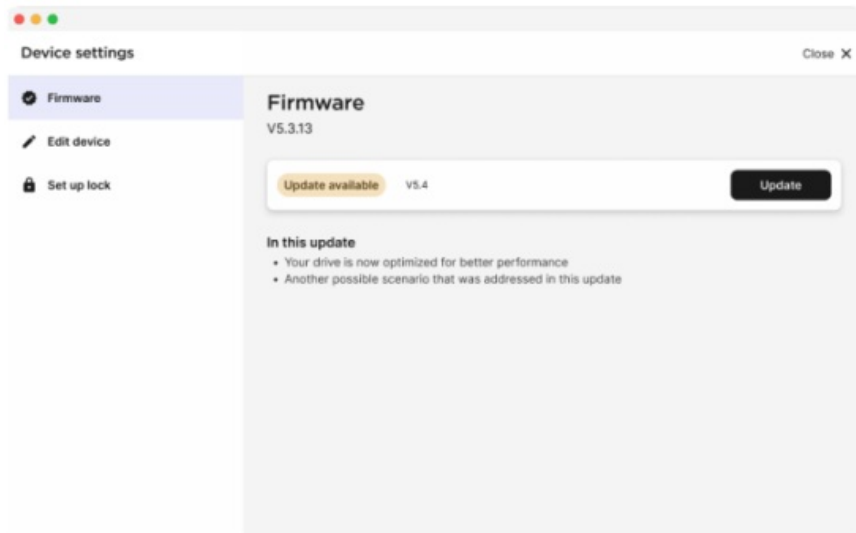 Device settings
Close X
Firmware
Edit device
Set up lock
Firmware
V5.3.13
Update available V5.4 Update
In this update
• Your drive is now optimized for better performance
• Another possible scenario that was addressed in this update